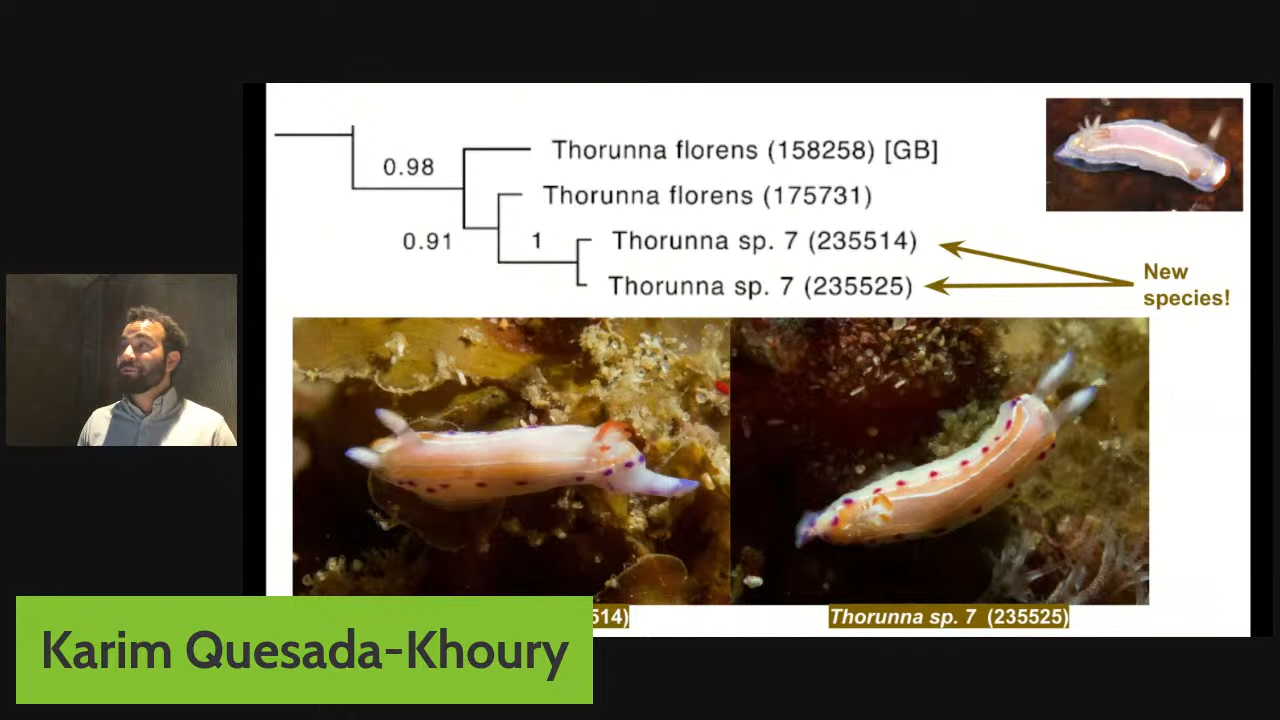 Thorunna florens (158258) [GB]
0.98
Thorunna florens (175731)
0.91
1
Thorunna sp. 7 (235514)
Thorunna sp. 7 (235525)
New
species!
514)
Thorunna sp. 7 (235525)
Karim Quesada-Khoury